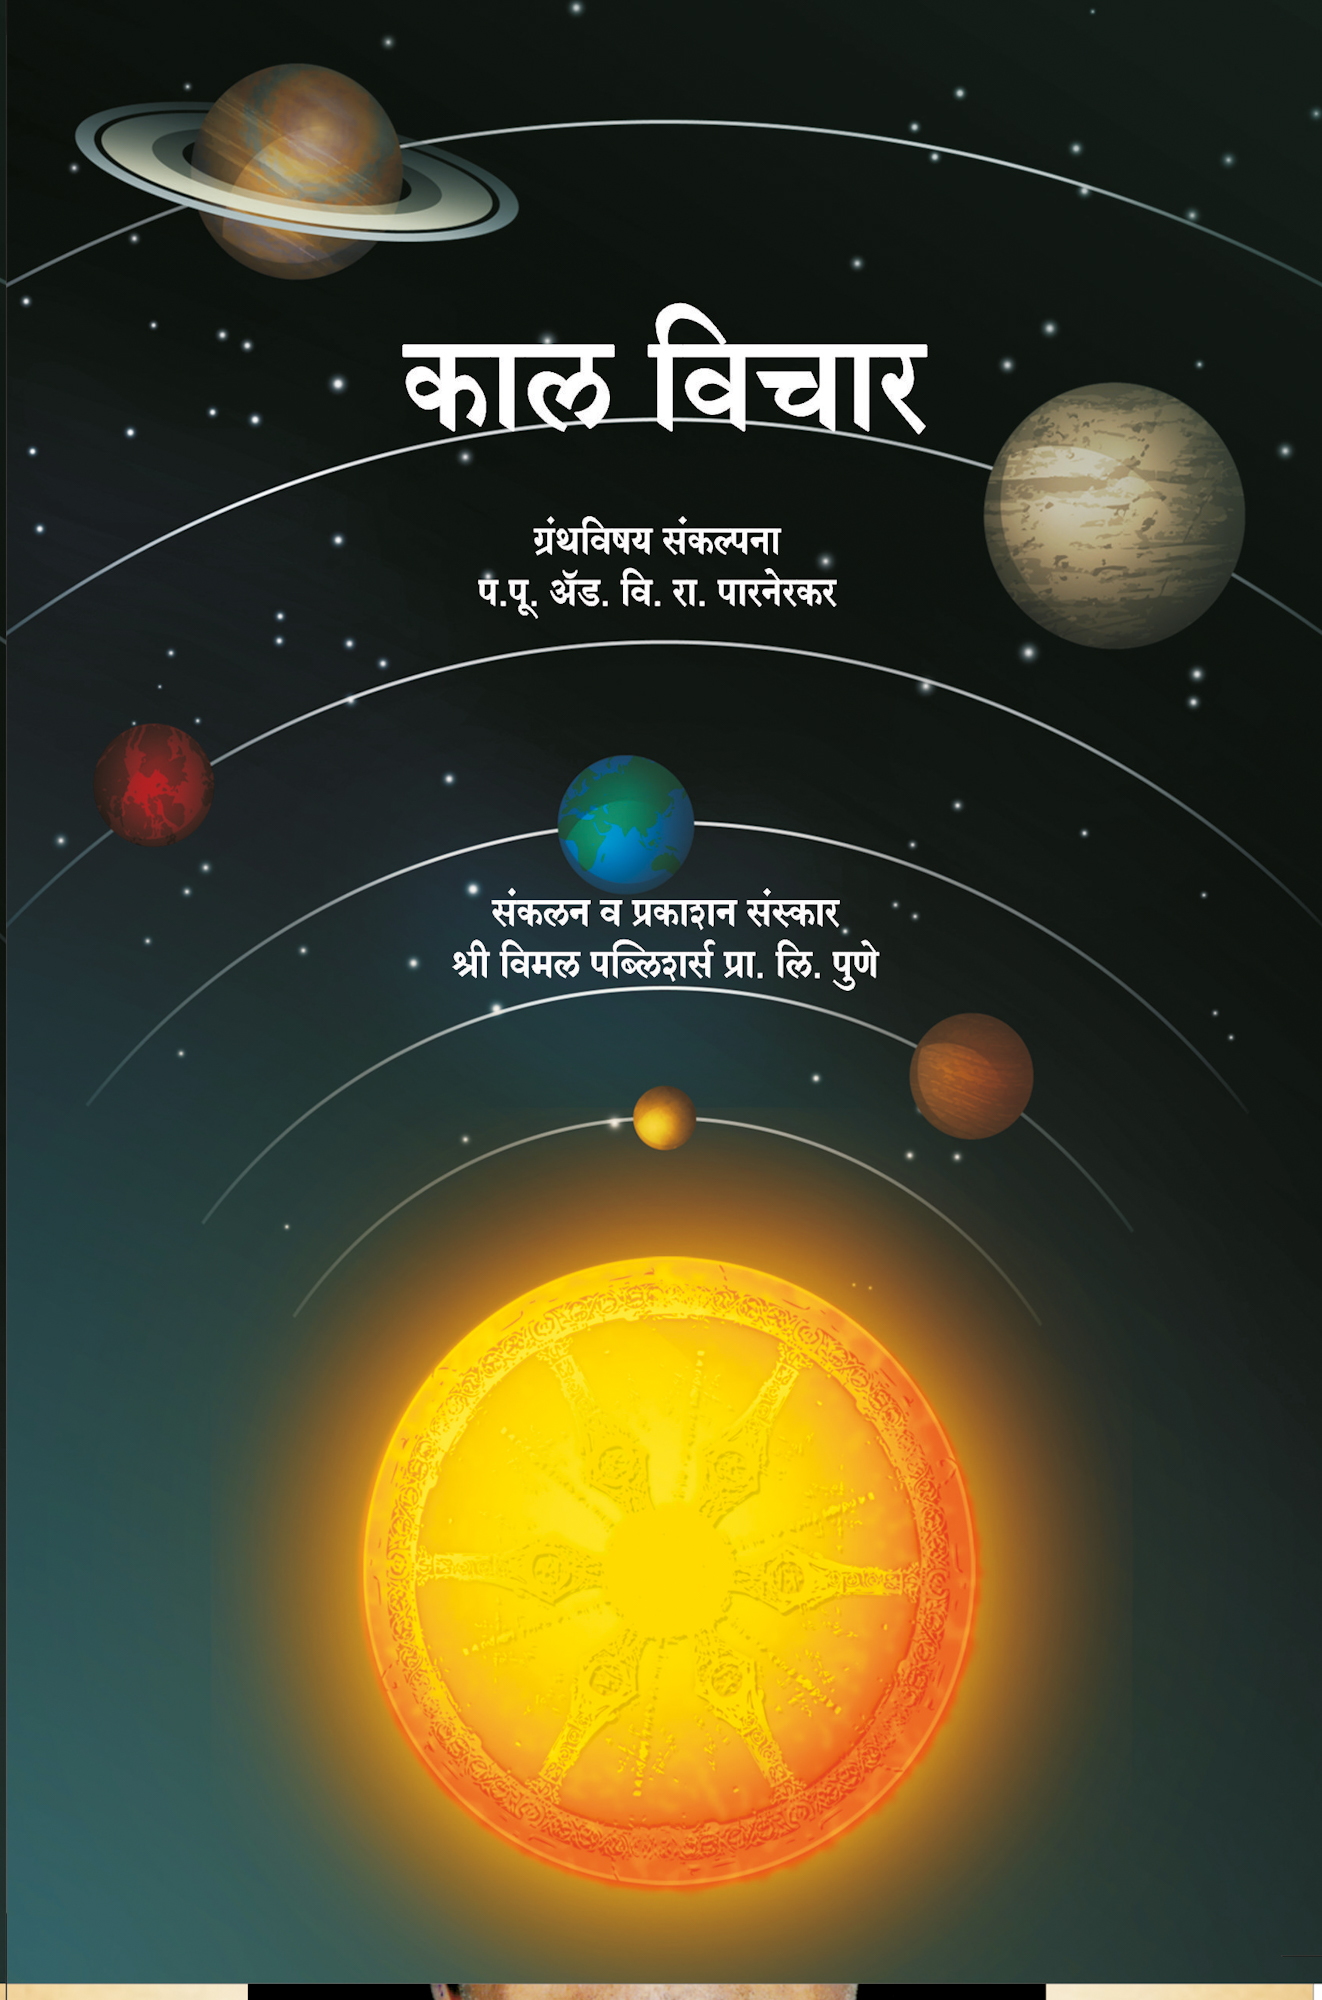 काल विचार
ग्रंथविषय संकल्पना
प.पू. ॲड. वि. रा. पारनेरकर
संकलन व प्रकाशन संस्कार
श्री विमल पब्लिशर्स प्रा. लि. पुणे